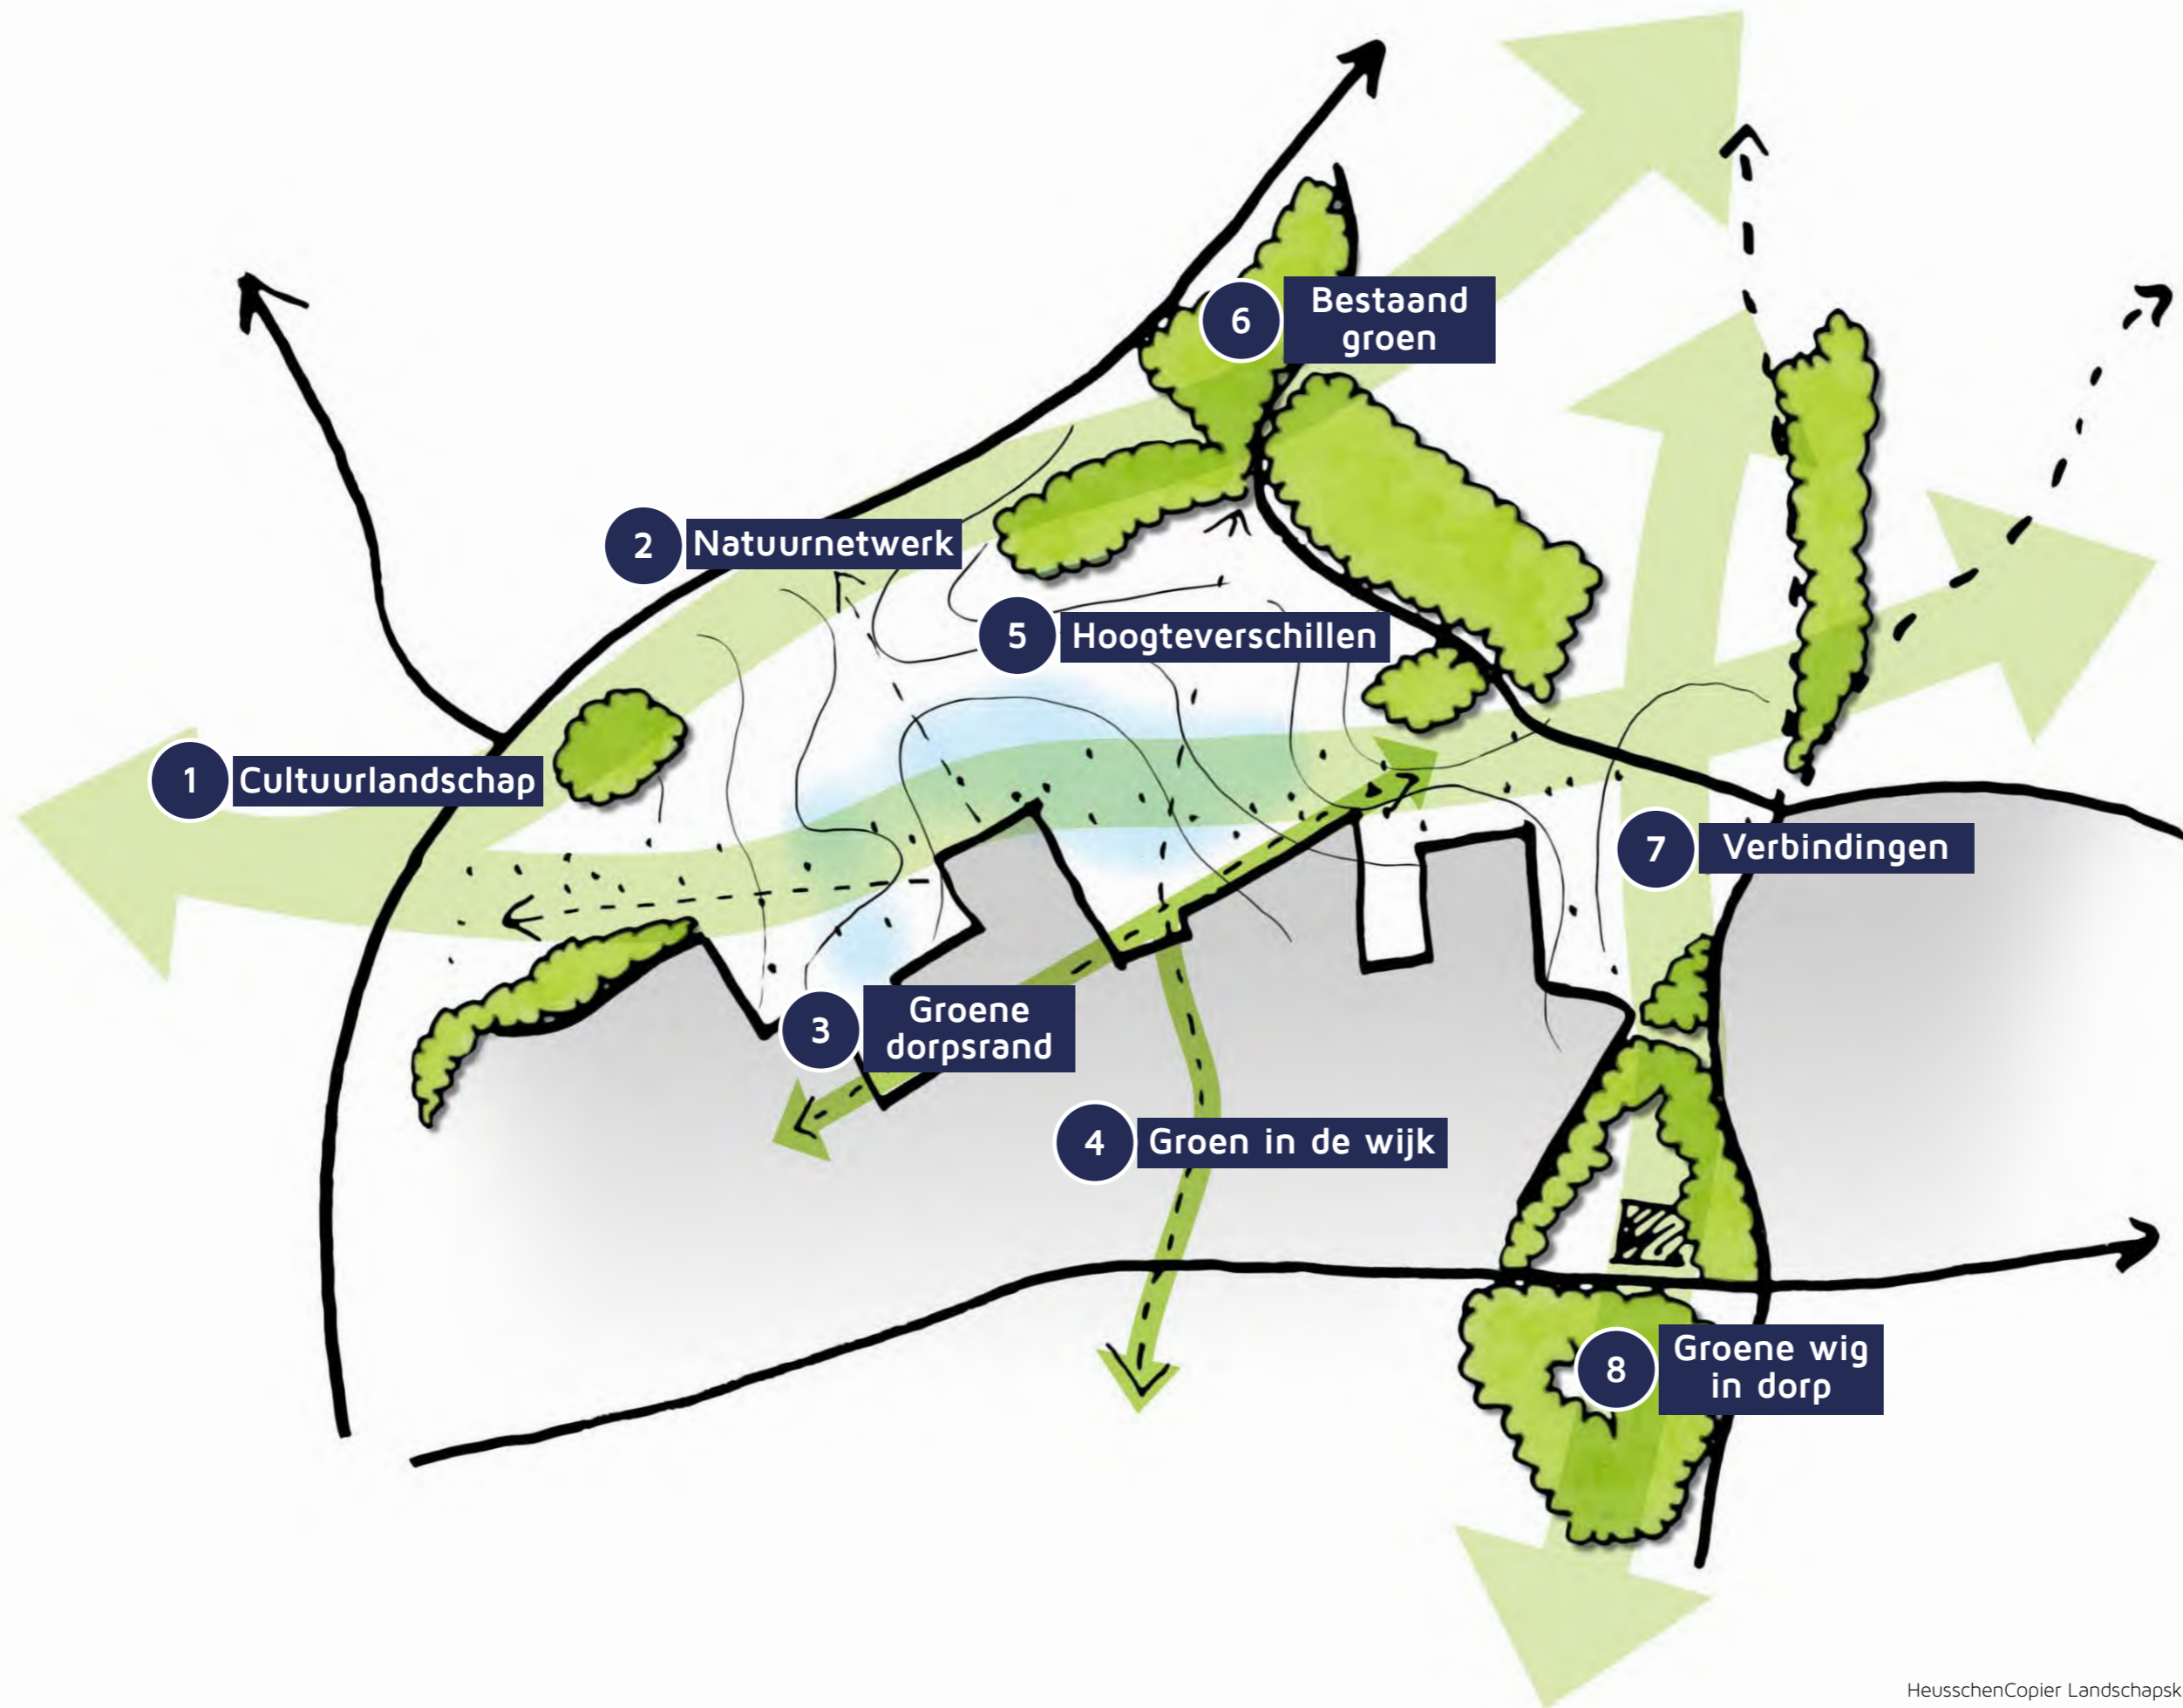 1 Cultuurlandschap
2 Natuurnetwerk
3 Groene
dorpsrand
4 Groen in de wijk
5 Hoogteverschillen
6 Bestaand
groen
7 Verbindingen
8 Groene wig
in dorp
HeusschenCopier Landschapsk